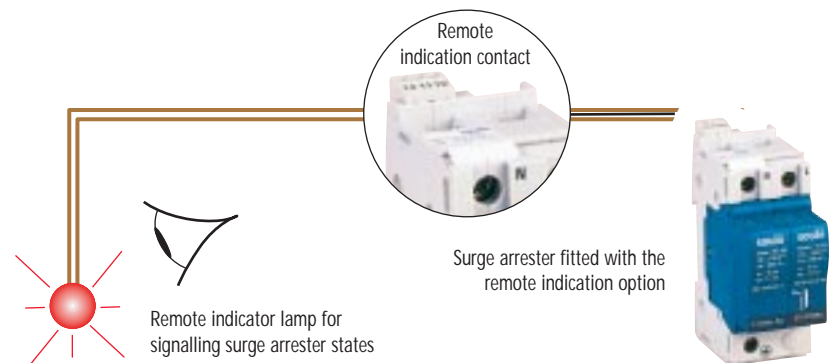 Remote
indication contact
N
Surge arrester fitted with the
remote indication option
Remote indicator lamp for
signalling surge arrester states